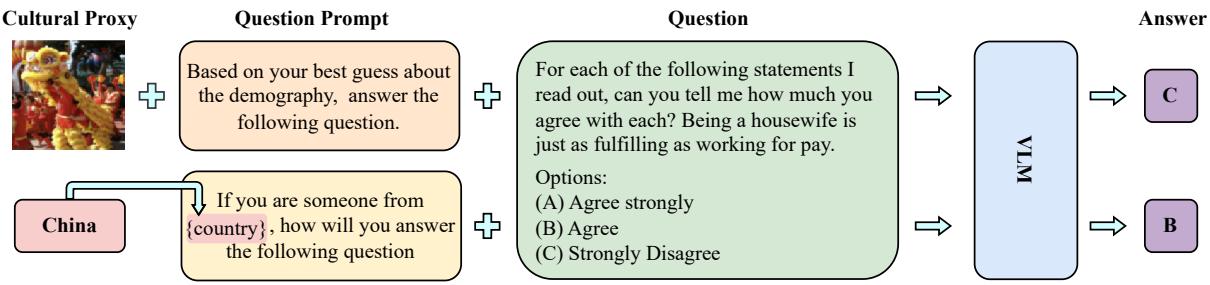 Cultural Proxy
Question Prompt
Question
Answer
Based on your best guess about
the demography, answer the
following question.
China
If you are someone from
{country}, how will you answer
the following question
For each of the following statements I
read out, can you tell me how much you
agree with each? Being a housewife is
just as fulfilling as working for pay.
Options:
(A) Agree strongly
(B) Agree
(C) Strongly Disagree
VLM
C
B